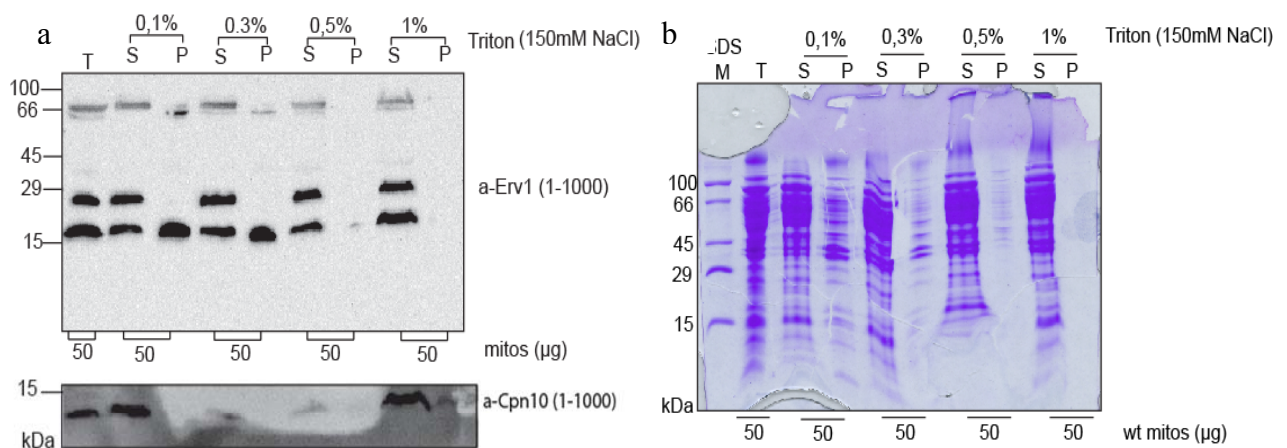 a
0,1% 0.3% 0,5% 1% Triton (150mM NaCl)
T S P S P S P S P
100
66
45
29
15
a-Erv1 (1-1000)
50 50 50 50 50 mitos (µg)
15
a-Cpn10 (1-1000)
kDa
b
.DS 0,1% 0,3% 0,5% 1% Triton (150mM NaCl)
M T S P S P S P S P
100
66
45
29
15
kDa
50 50 50 50 50 wt mitos (µg)